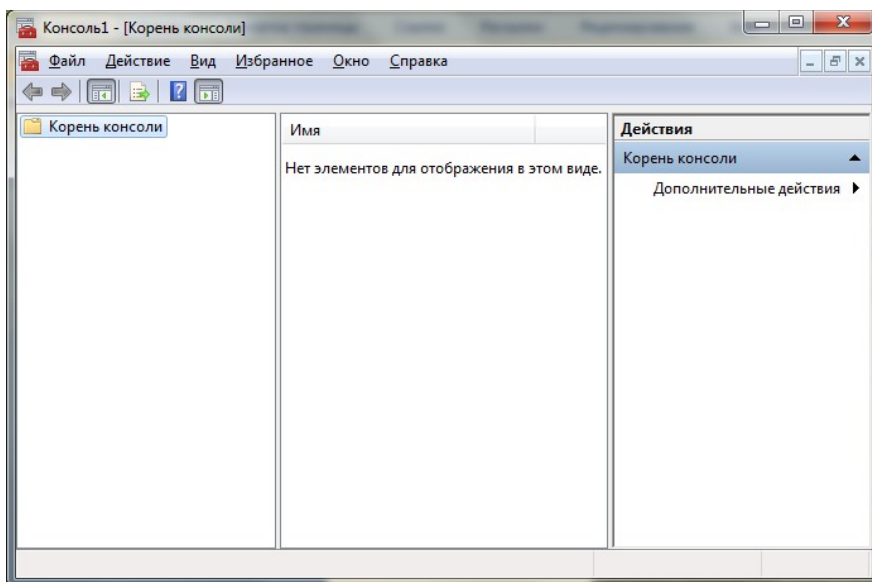 Консоль1 - [Корень консоли]
Файл Действие Вид Избранное Окно Справка
Корень консоли
Имя
Нет элементов для отображения в этом виде.
Действия
Корень консоли
Дополнительные действия